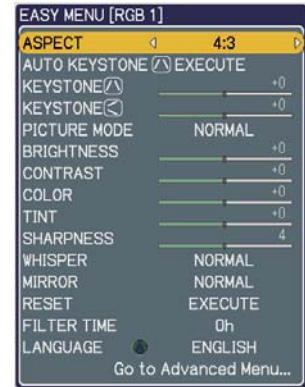 EASY MENU [RGB 1]
ASPECT 4:3
AUTO KEYSTONE EXECUTE
KEYSTONE +0
KEYSTONE +0
PICTURE MODE NORMAL
BRIGHTNESS +0
CONTRAST +0
COLOR +0
TINT +0
SHARPNESS 4
WHISPER NORMAL
MIRROR NORMAL
RESET EXECUTE
FILTER TIME 0h
LANGUAGE ENGLISH
Go to Advanced Menu...